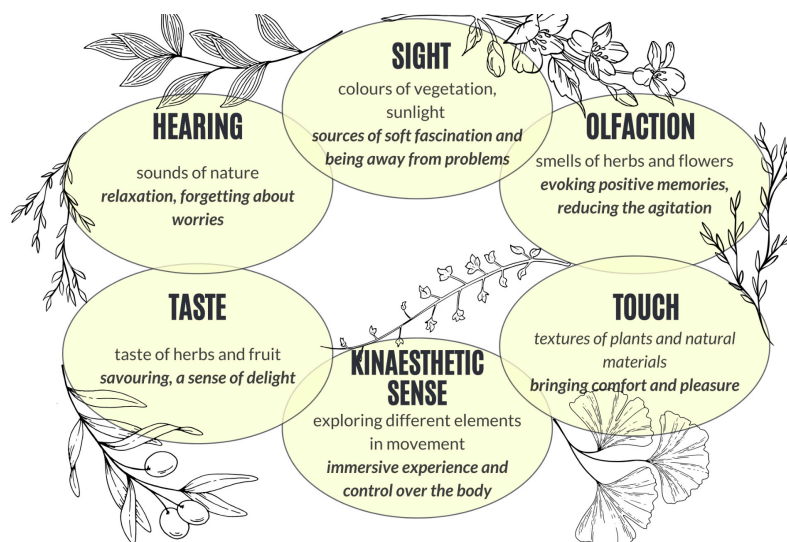 SIGHT
colours of vegetation,
sunlight
sources of soft fascination and
being away from problems
HEARING
sounds of nature
relaxation, forgetting about
worries
OLFACTION
smells of herbs and flowers
evoking positive memories,
reducing the agitation
TASTE
taste of herbs and fruit
savouring, a sense of delight
KINAESTHETIC
SENSE
exploring different elements
in movement
immersive experience and
control over the body
TOUCH
textures of plants and natural
materials
bringing comfort and pleasure